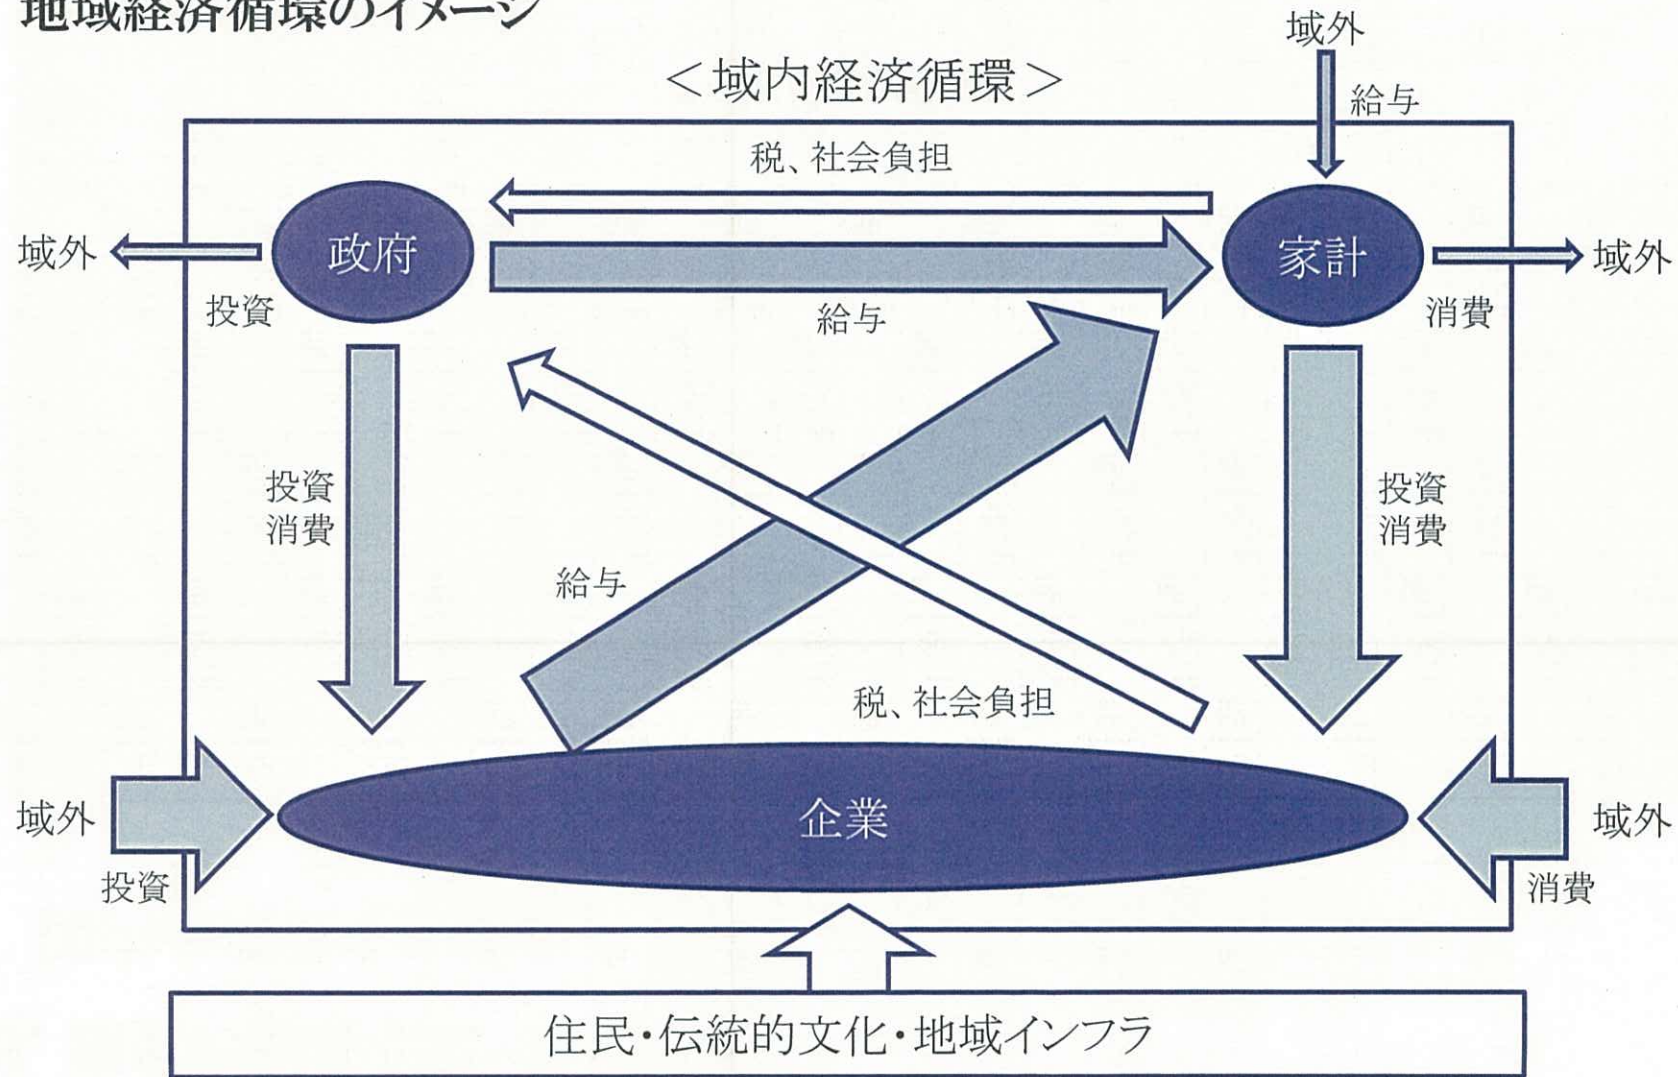 地域経済循環のイメージ
域外
＜域内経済循環＞
給与
税、社会負担
域外
政府
家計
域外
投資
給与
消費
投資
消費
投資
消費
給与
税、社会負担
域外
企業
域外
投資
消費
住民・伝統的文化・地域インフラ